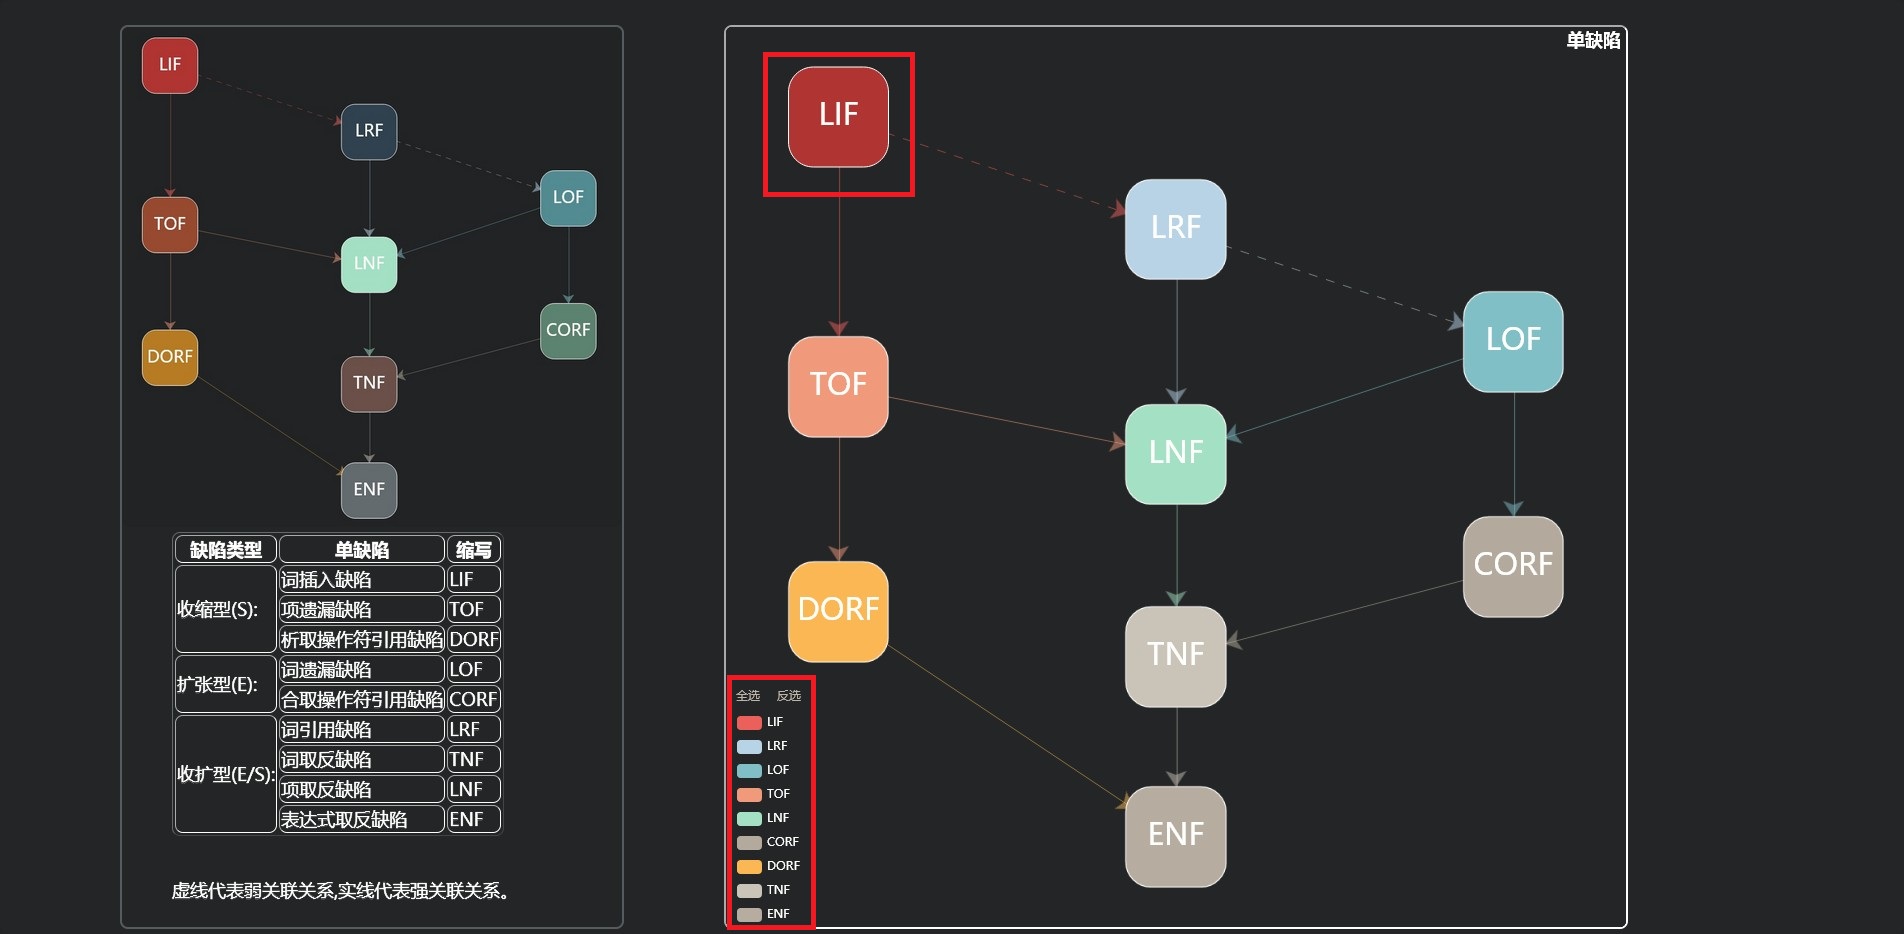 LIF
LRF
LOF
TOF
LNF
CORF
DORF
TNF
ENF
缺陷类型 单缺陷 缩写
收缩型(S): 词插入缺陷 LIF
项遗漏缺陷 TOF
析取操作符引用缺陷 DORF
扩张型(E): 词遗漏缺陷 LOF
合取操作符引用缺陷 CORF
收扩型(E/S): 词引用缺陷 LRF
词取反缺陷 TNF
项取反缺陷 LNF
表达式取反缺陷 ENF
虚线代表弱关联关系,实线代表强关联关系。
单缺陷
LIF
LRF
LOF
TOF
LNF
CORF
DORF
TNF
ENF
全选 反选
LIF
LRF
LOF
TOF
LNF
CORF
DORF
TNF
ENF